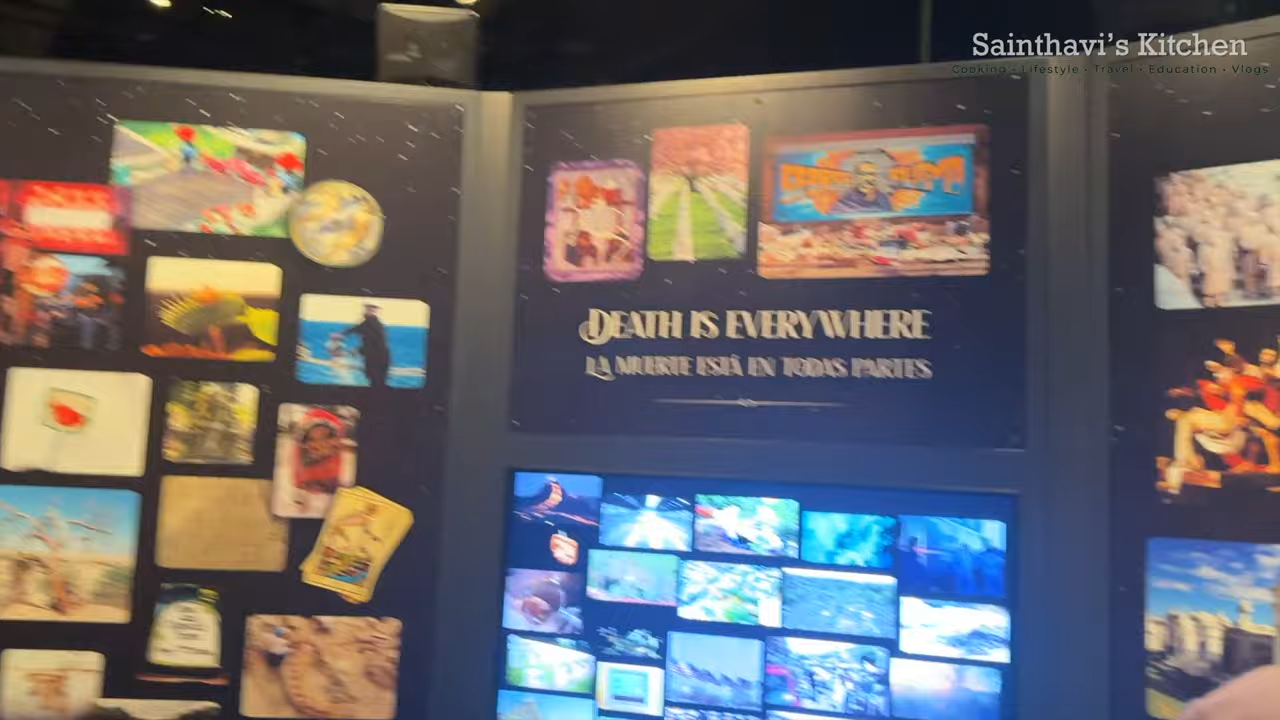 Sainthavi's Kitchen
Cooking • Lifestyle • Travel • Education • Vlogs
DEATH IS EVERYWHERE
LA MUERTE ESTÁ EN TODAS PARTES